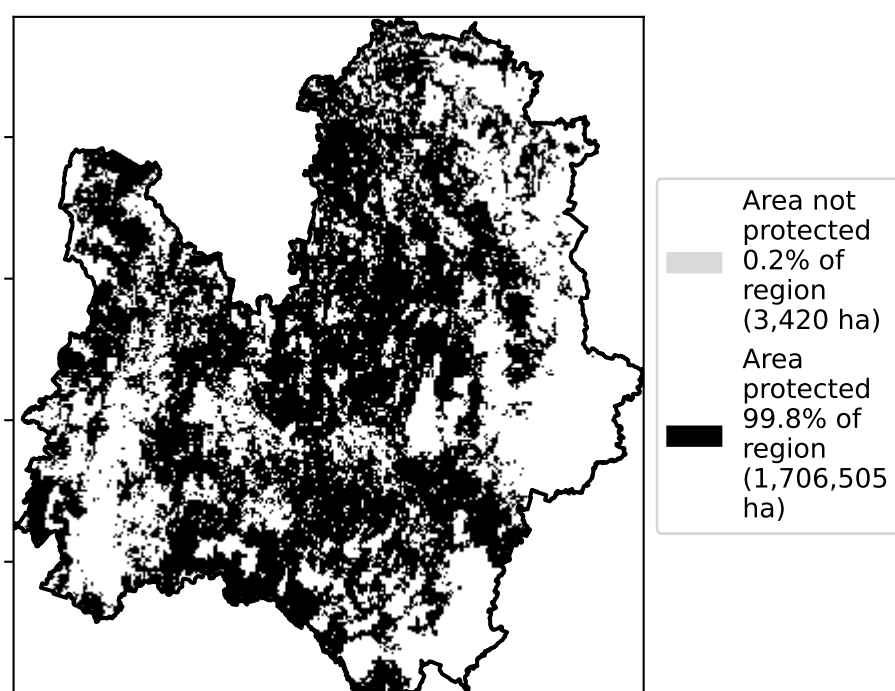 Area not
protected
0.2% of
region
(3,420 ha)
Area
protected
99.8% of
region
(1,706,505
ha)